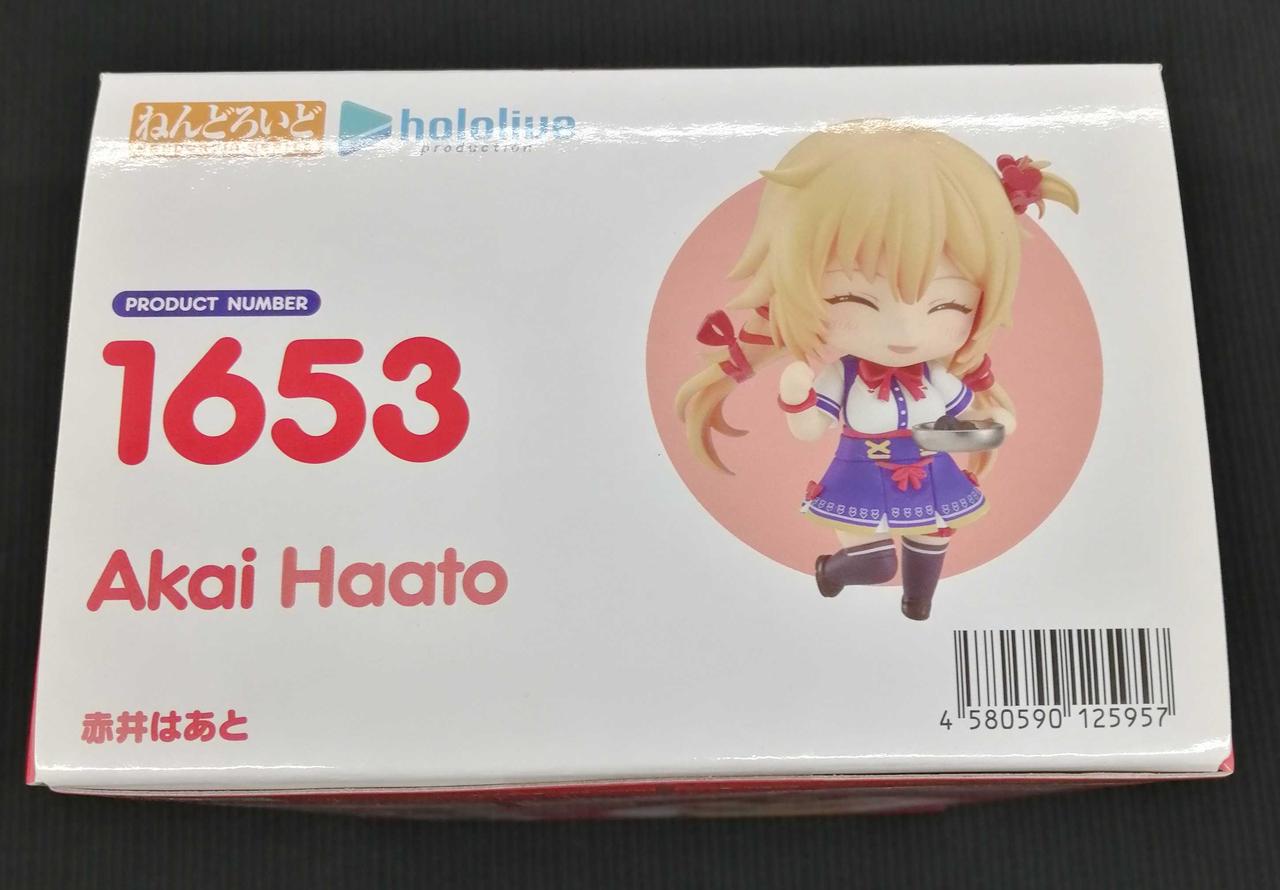 ねんどろいど
hololive
production
PRODUCT NUMBER
1653
Akai Haato
赤井はあと
4 580590 125957